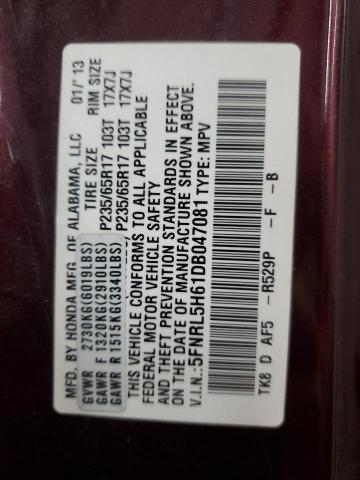 MFD. BY HONDA MFG. OF ALABAMA, LLC 01/'13
GVWR 2730KG(6019LBS) TIRE SIZE RIM SIZE
GAWR F 1320KG(2910LBS) P235/65R17 103T 17X7J
GAWR R 1515KG(3340LBS) P235/65R17 103T 17X7J
THIS VEHICLE CONFORMS TO ALL APPLICABLE
FEDERAL MOTOR VEHICLE SAFETY
AND THEFT PREVENTION STANDARDS IN EFFECT
ON THE DATE OF MANUFACTURE SHOWN ABOVE.
V.I.N.:5FNRL5H61DB047081 TYPE: MPV
TK8 D AF5 -R529P -F -B